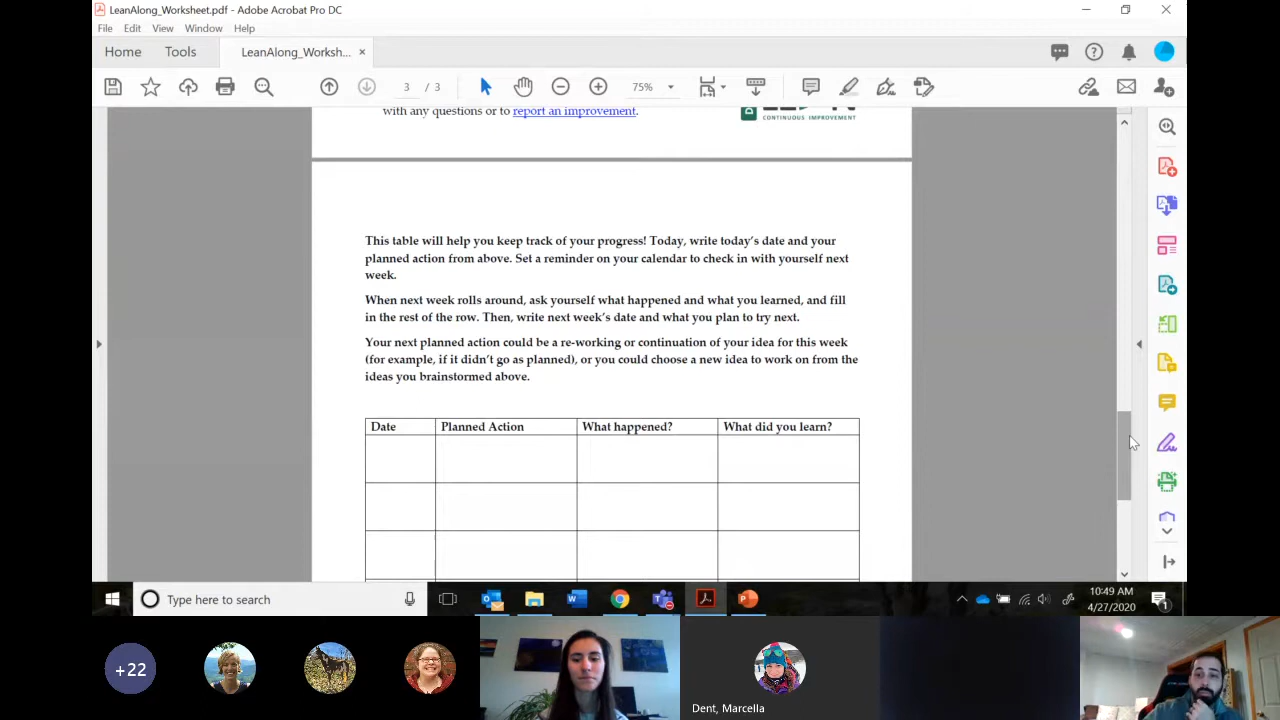 LeanAlong_Worksheet.pdf - Adobe Acrobat Pro DC
File Edit View Window Help
Home Tools LeanAlong_Worksh... ×
3 / 3 75%
with any questions or to report an improvement.
CONTINUOUS IMPROVEMENT
This table will help you keep track of your progress! Today, write today's date and your
planned action from above. Set a reminder on your calendar to check in with yourself next
week.
When next week rolls around, ask yourself what happened and what you learned, and fill
in the rest of the row. Then, write next week's date and what you plan to try next.
Your next planned action could be a re-working or continuation of your idea for this week
(for example, if it didn't go as planned), or you could choose a new idea to work on from the
ideas you brainstormed above.
Date Planned Action What happened? What did you learn?
Type here to search
10:49 AM
4/27/2020
1
+22
Dent, Marcella